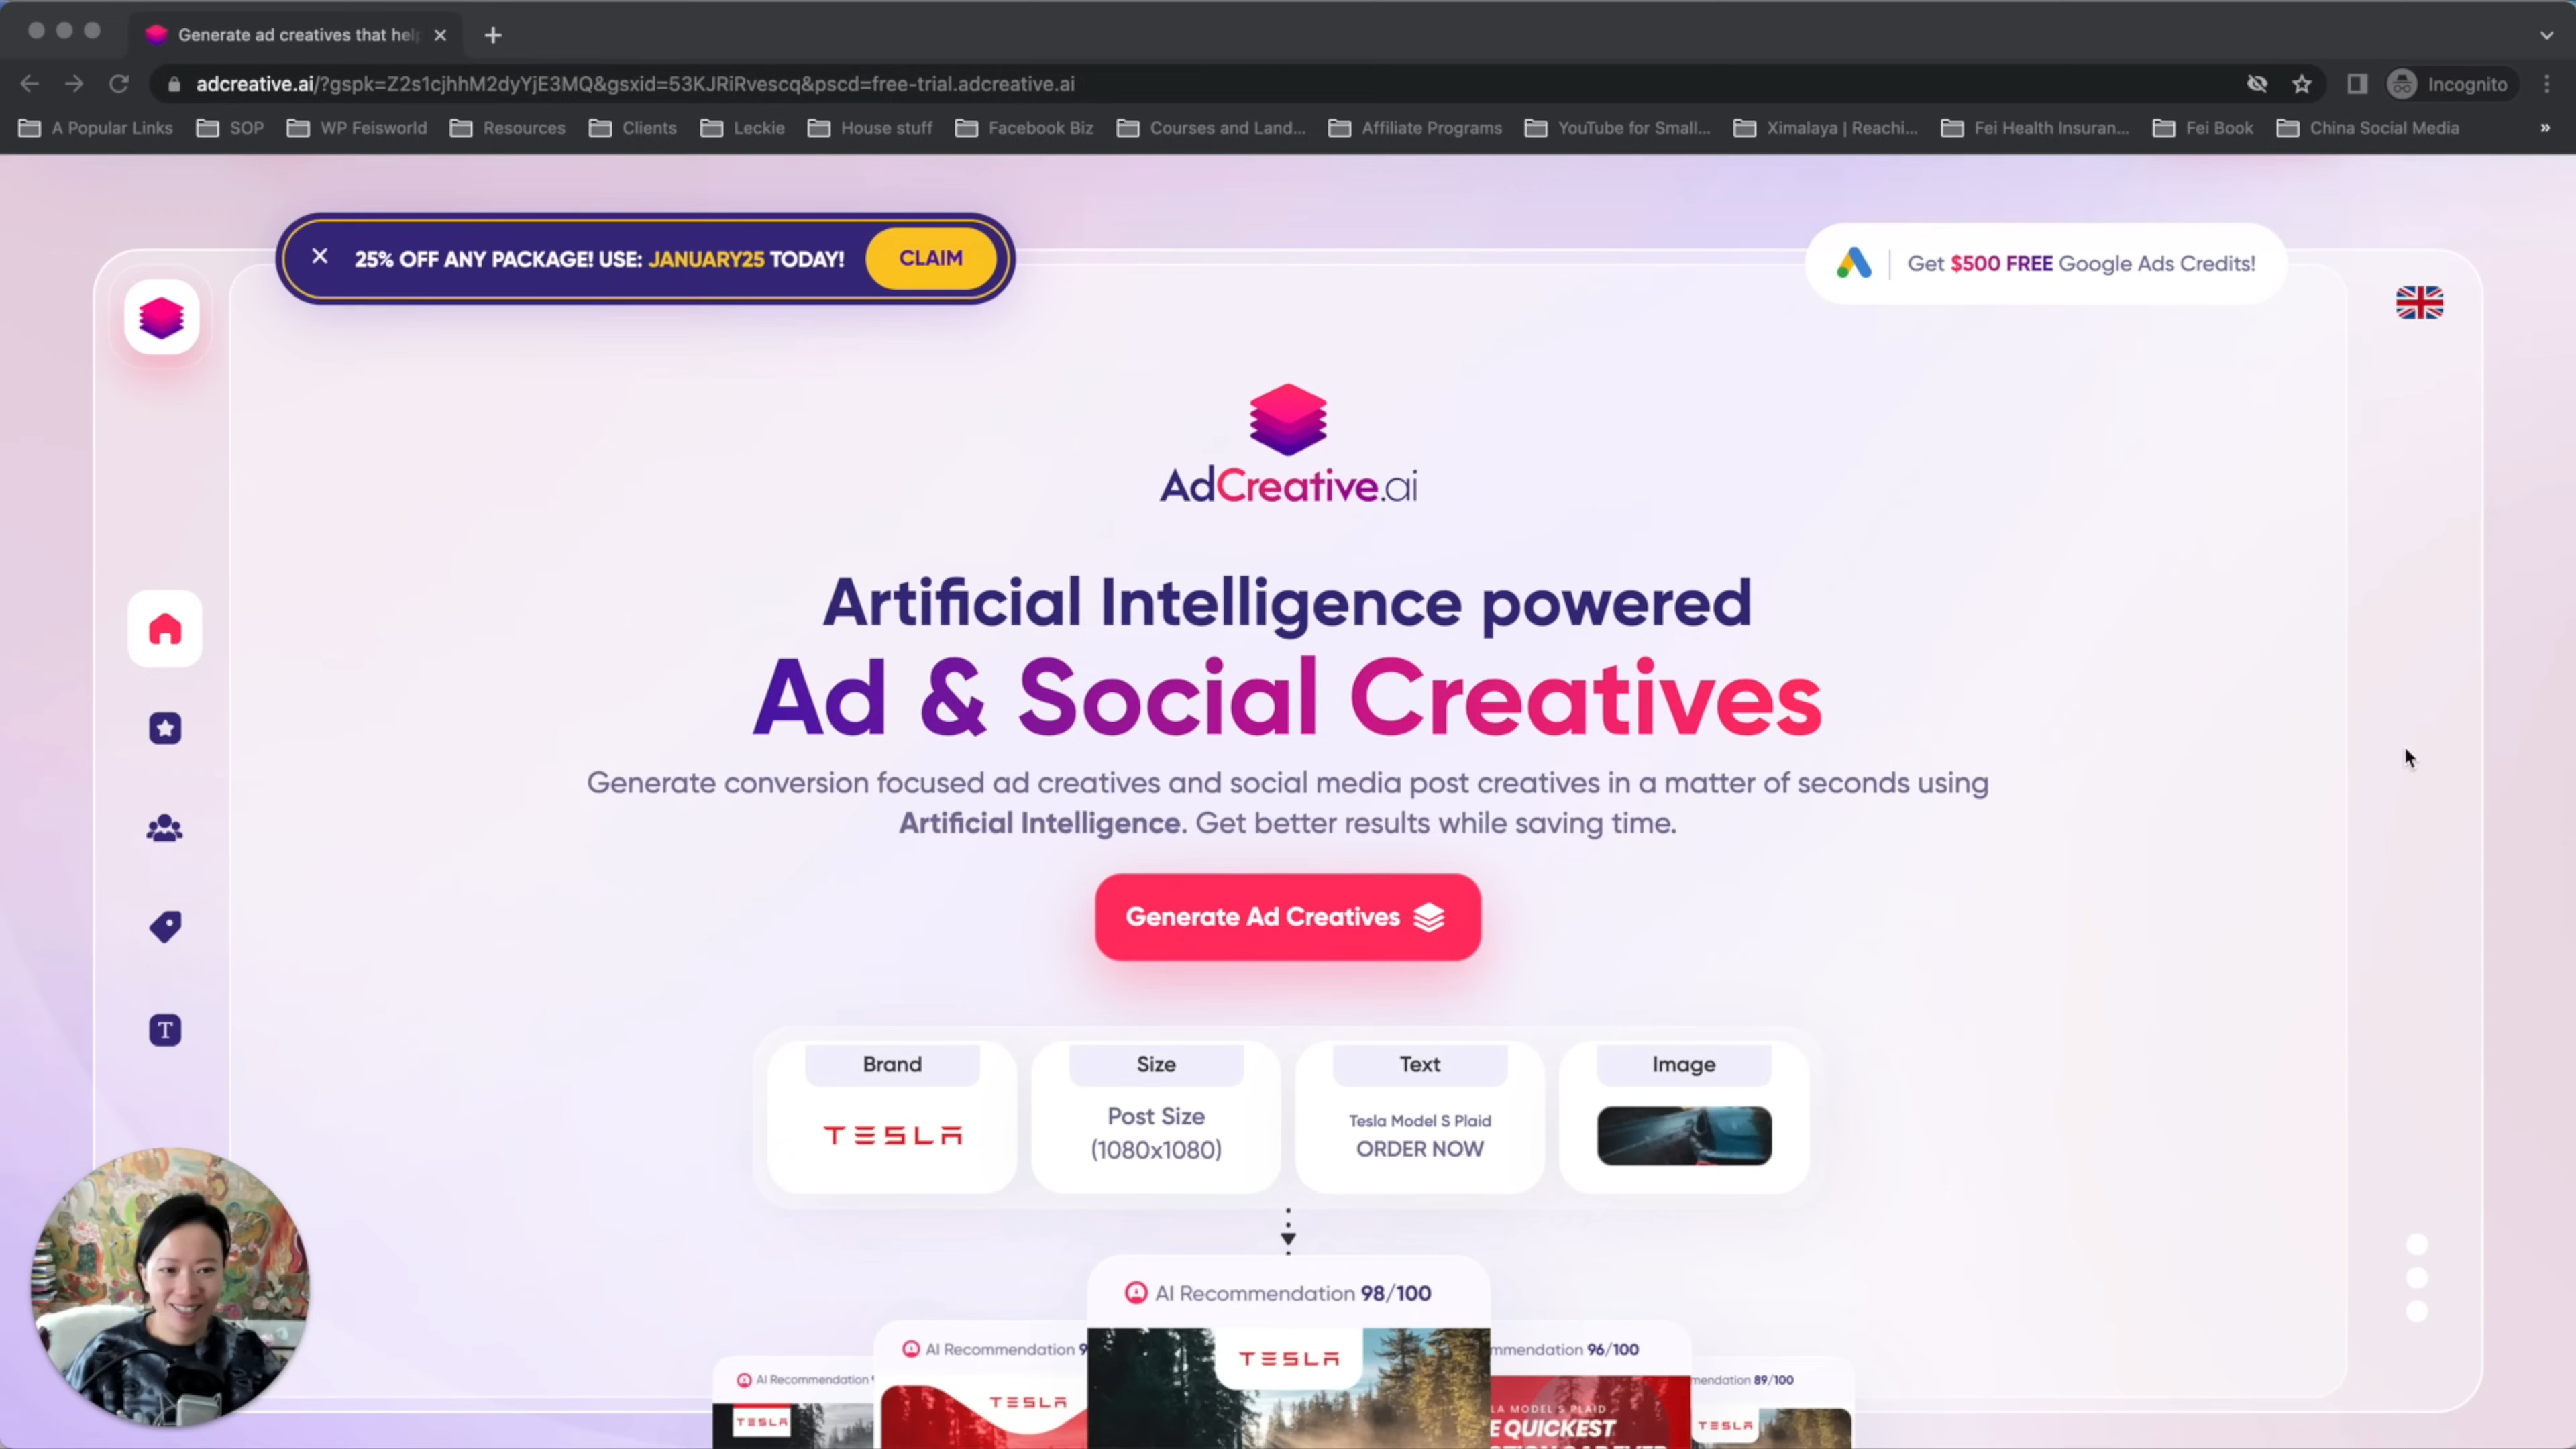 Generate ad creatives that hel
adcreative.ai/?gspk=Z2s1cjhhM2dyYjE3MQ&gsxid=53KJRiRvescq&pscd=free-trial.adcreative.ai
Incognito
A Popular Links
SOP
WP Feisworld
Resources
Clients
Leckie
House stuff
Facebook Biz
Courses and Land...
Affiliate Programs
YouTube for Small...
Ximalaya | Reachi...
Fei Health Insuran...
Fei Book
China Social Media
»
25% OFF ANY PACKAGE! USE: JANUARY25 TODAY!
CLAIM
Get $500 FREE Google Ads Credits!
AdCreative.ai
Artificial Intelligence powered
Ad & Social Creatives
Generate conversion focused ad creatives and social media post creatives in a matter of seconds using
Artificial Intelligence. Get better results while saving time.
Generate Ad Creatives
T
Brand
TESLA
Size
Post Size
(1080x1080)
Text
Tesla Model S Plaid
ORDER NOW
Image
AI Recommendation 98/100
TESLA
AI Recommendation 9
TESLA
mmendation 96/100
LA MODEL S PLAID
E QUICKEST
AI Recommendation
TESLA
mendation 89/100
TESLA